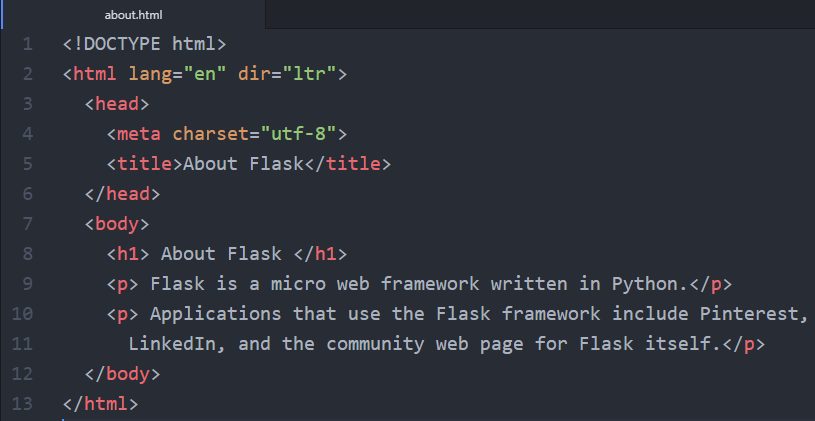 about.html
1 <!DOCTYPE html>
2 <html lang="en" dir="ltr">
3   <head>
4     <meta charset="utf-8">
5     <title>About Flask</title>
6   </head>
7   <body>
8     <h1> About Flask </h1>
9     <p> Flask is a micro web framework written in Python.</p>
10     <p> Applications that use the Flask framework include Pinterest,
11       LinkedIn, and the community web page for Flask itself.</p>
12   </body>
13 </html>